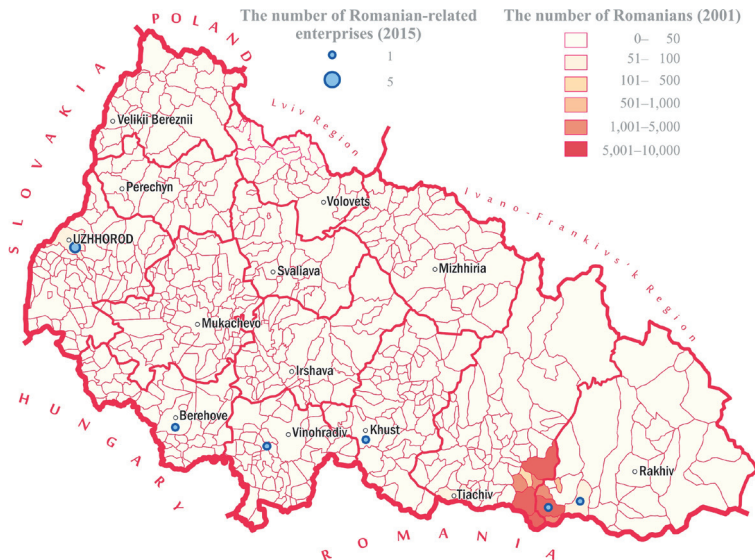 The number of Romanian-related
enterprises (2015)
1
5
The number of Romanians (2001)
0– 50
51– 100
101– 500
501–1,000
1,001–5,000
5,001–10,000
POLAND
SLOVAKIA
Lviv Region
Ivano-Frankivs'k Region
HUNGARY
ROMANIA
Velikii Bereznii
Perechyn
Volovets
UZHHOROD
Svaliava
Mizhhiria
Mukachevo
Irshava
Berehove
Vinohradiv
Khust
Tiachiv
Rakhiv